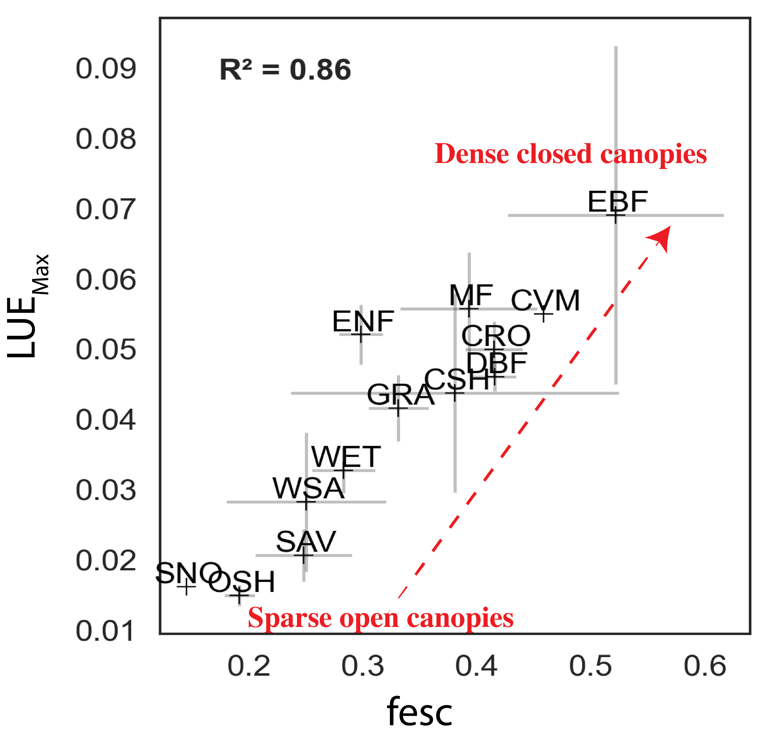 R² = 0.86
Dense closed canopies
EBF
MF
CVM
ENF
CRO
DBF
CSH
GRA
WET
WSA
SAV
SNO
OSH
Sparse open canopies
LUEMax
0.09
0.08
0.07
0.06
0.05
0.04
0.03
0.02
0.01
0.2 0.3 0.4 0.5 0.6
fesc